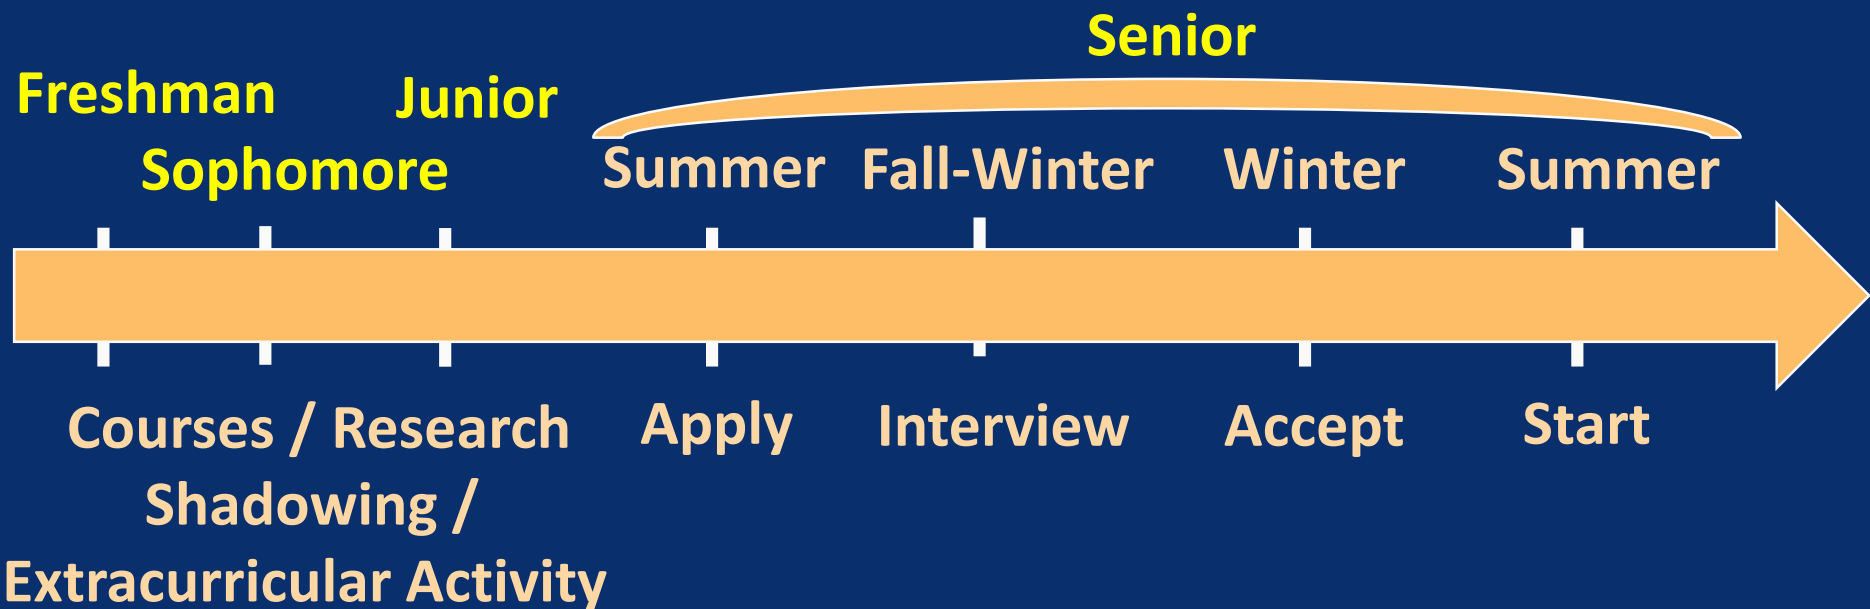 Senior
Freshman
Junior
Sophomore
Summer
Fall-Winter
Winter
Summer
Courses / Research
Shadowing /
Extracurricular Activity
Apply
Interview
Accept
Start